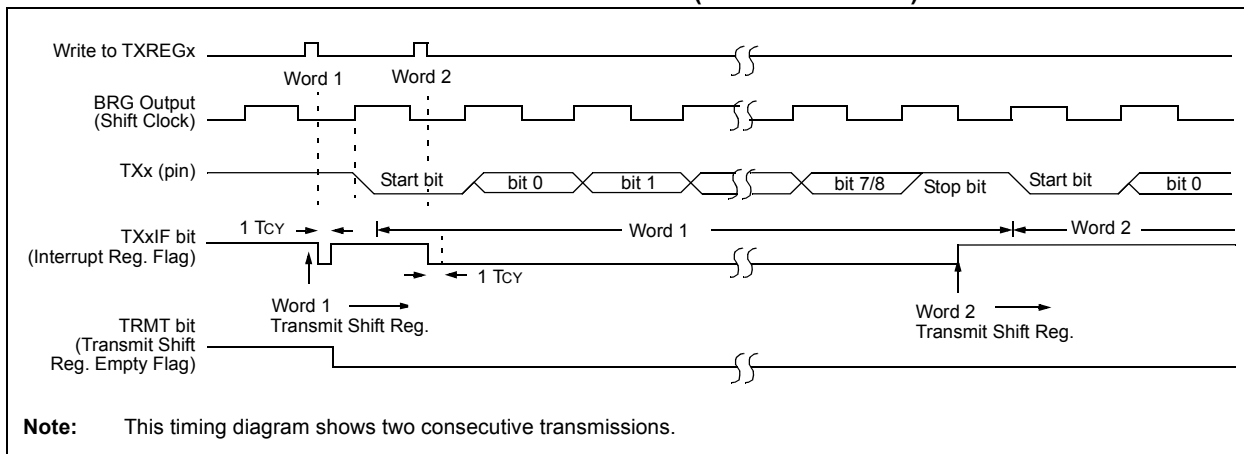 Write to TXREGx
Word 1
Word 2
BRG Output
(Shift Clock)
TXx (pin)
Start bit
bit 0
bit 1
bit 7/8
Stop bit
Start bit
bit 0
1 TCY
Word 1
Word 2
TXxIF bit
(Interrupt Reg. Flag)
1 TCY
Word 1
Transmit Shift Reg.
Word 2
Transmit Shift Reg.
TRMT bit
(Transmit Shift
Reg. Empty Flag)
Note: This timing diagram shows two consecutive transmissions.